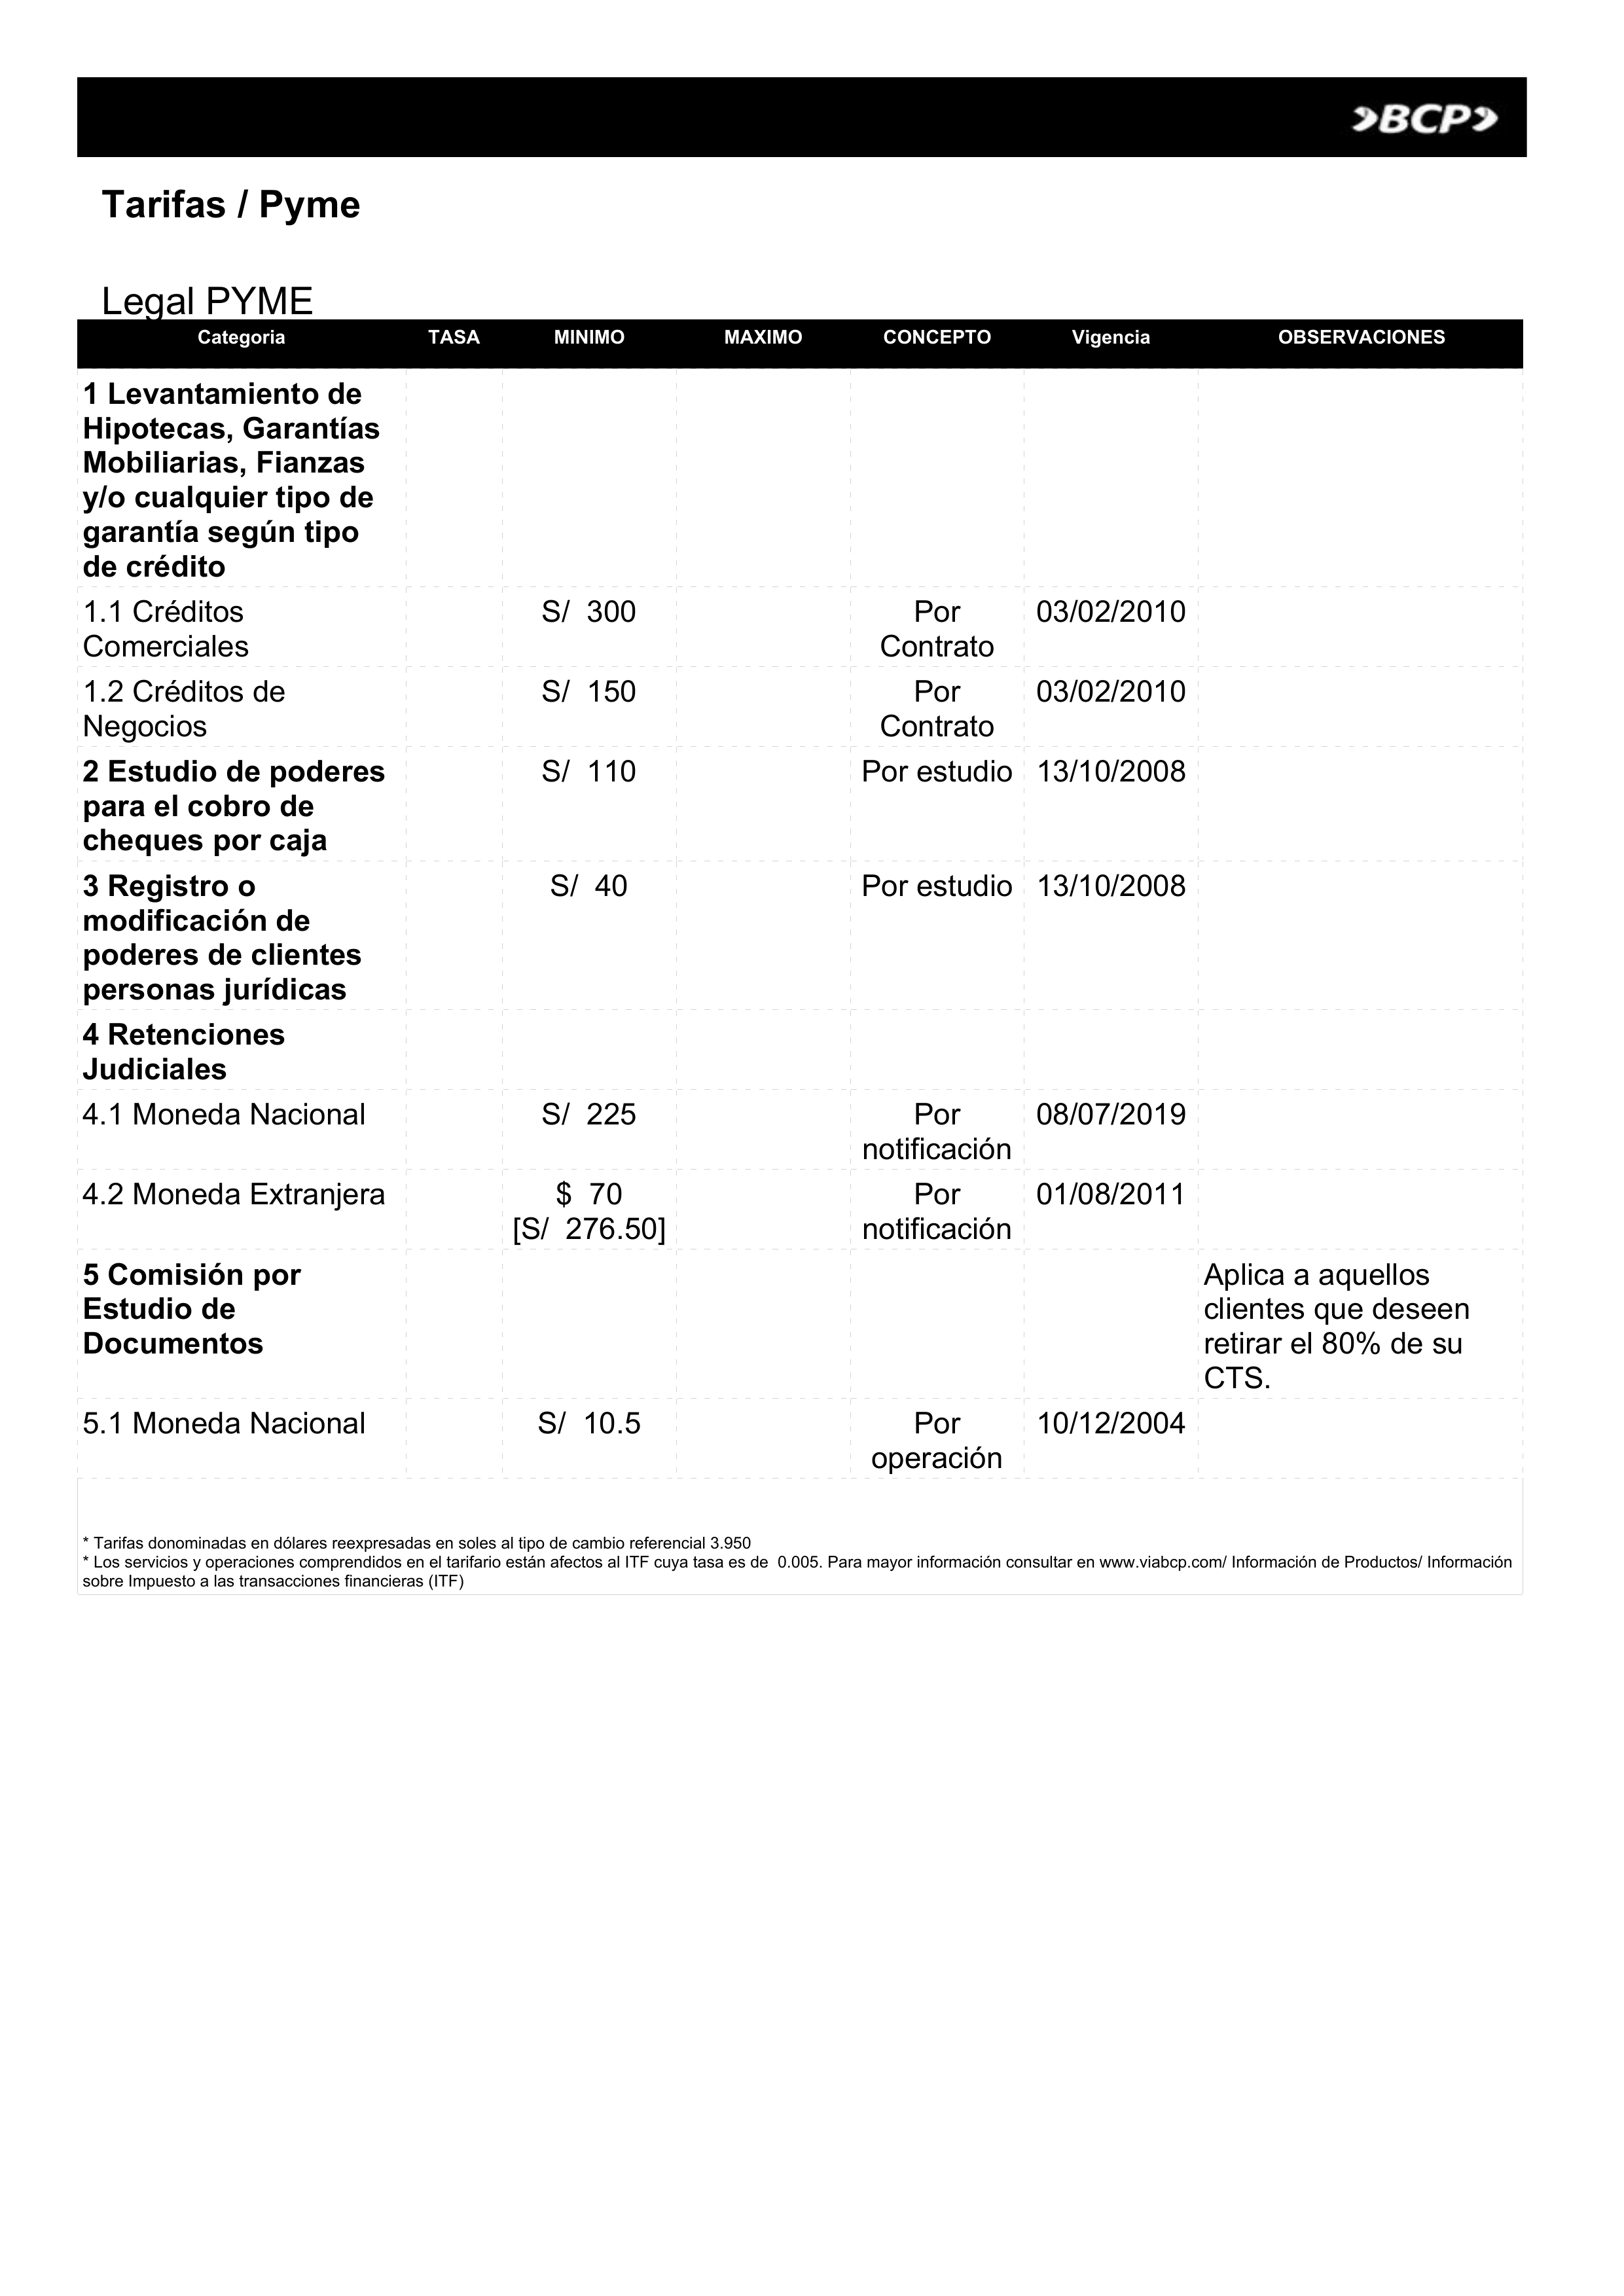 BCP
Tarifas / Pyme
Legal PYME
Categoria TASA MINIMO MAXIMO CONCEPTO Vigencia OBSERVACIONES
1 Levantamiento de
Hipotecas, Garantías
Mobiliarias, Fianzas
y/o cualquier tipo de
garantía según tipo
de crédito
1.1 Créditos S/ 300 Por 03/02/2010
Comerciales Contrato
1.2 Créditos de S/ 150 Por 03/02/2010
Negocios Contrato
2 Estudio de poderes S/ 110 Por estudio 13/10/2008
para el cobro de
cheques por caja
3 Registro o S/ 40 Por estudio 13/10/2008
modificación de
poderes de clientes
personas jurídicas
4 Retenciones
Judiciales
4.1 Moneda Nacional S/ 225 Por 08/07/2019
notificación
4.2 Moneda Extranjera $ 70 Por 01/08/2011
[S/ 276.50] notificación
5 Comisión por Aplica a aquellos
Estudio de clientes que deseen
Documentos retirar el 80% de su
CTS.
5.1 Moneda Nacional S/ 10.5 Por 10/12/2004
operación
* Tarifas donominadas en dólares reexpresadas en soles al tipo de cambio referencial 3.950
* Los servicios y operaciones comprendidos en el tarifario están afectos al ITF cuya tasa es de 0.005. Para mayor información consultar en www.viabcp.com/ Información de Productos/ Información
sobre Impuesto a las transacciones financieras (ITF)